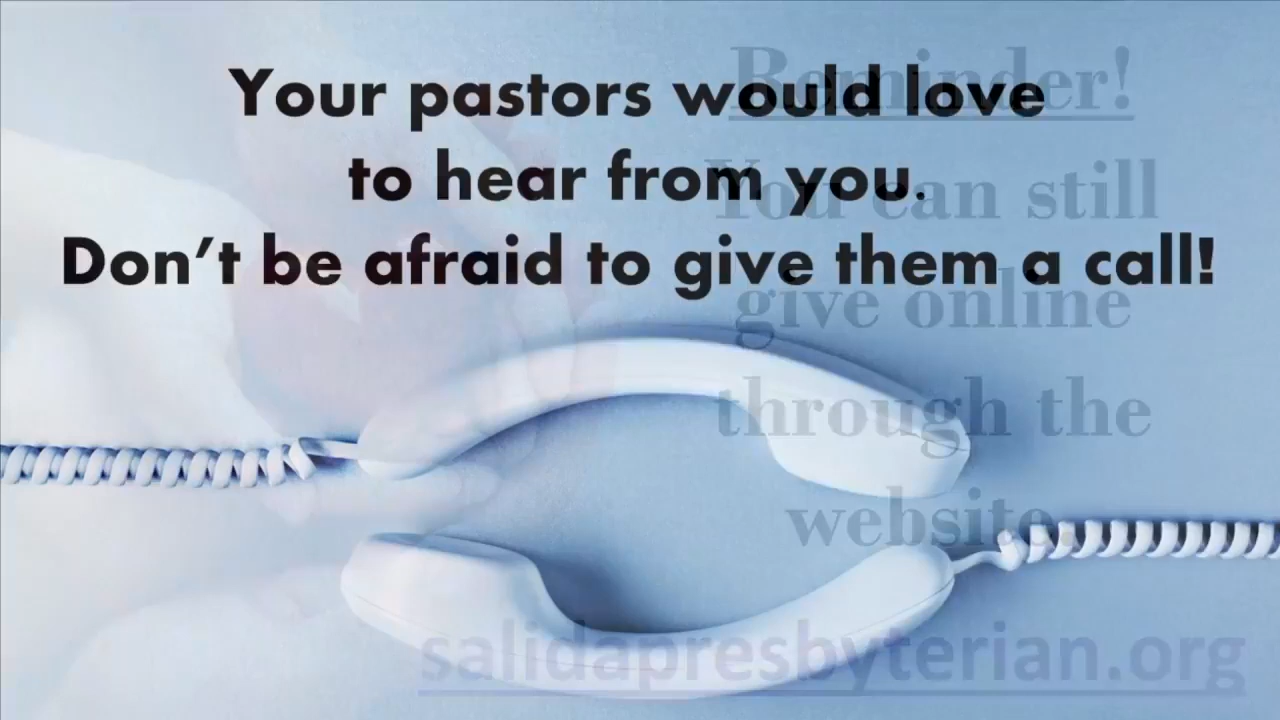 Your pastors would love
to hear from you.
Don’t be afraid to give them a call!
Reminder!
You can still
give online
through the
website
salidapresbyterian.org